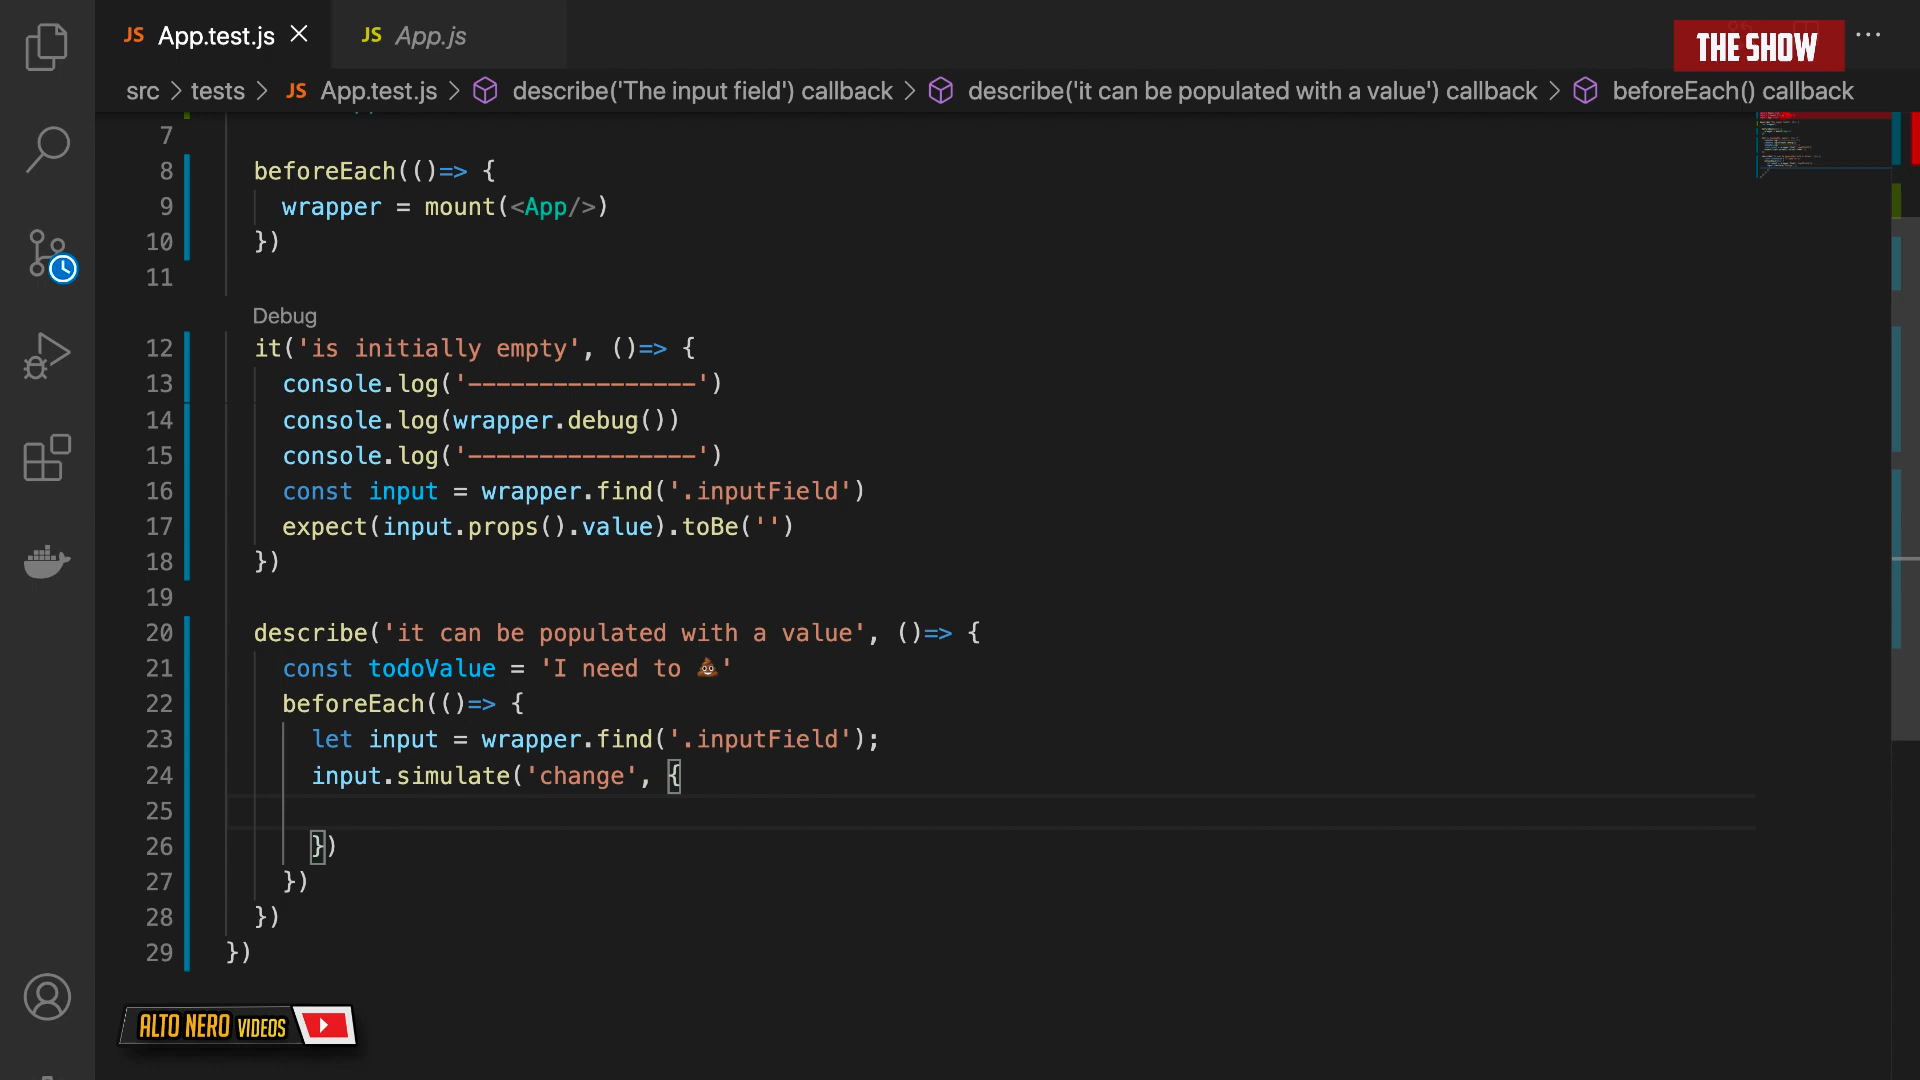 JS App.test.js
JS App.js
THE SHOW
src > tests > JS App.test.js > describe('The input field') callback > describe('it can be populated with a value') callback > beforeEach() callback
7
8 beforeEach(()=> {
9 wrapper = mount(<App/>)
10 })
11
Debug
12 it('is initially empty', ()=> {
13 console.log('----------------')
14 console.log(wrapper.debug())
15 console.log('----------------')
16 const input = wrapper.find('.inputField')
17 expect(input.props().value).toBe('')
18 })
19
20 describe('it can be populated with a value', ()=> {
21 const todoValue = 'I need to 💩'
22 beforeEach(()=> {
23 let input = wrapper.find('.inputField');
24 input.simulate('change', {
25
26 })
27 })
28 })
29 })
ALTO NERO VIDEOS